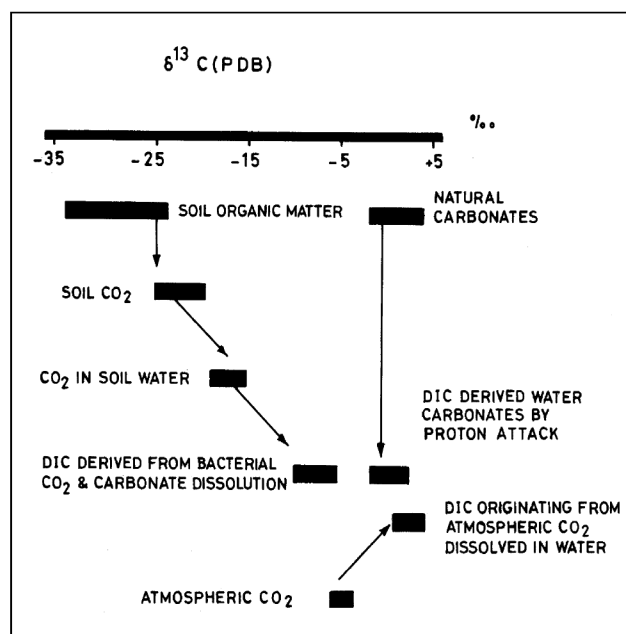 δ¹³ C(PDB)
‰
-35 -25 -15 -5 +5
SOIL ORGANIC MATTER
NATURAL
CARBONATES
SOIL CO₂
CO₂ IN SOIL WATER
DIC DERIVED WATER
CARBONATES BY
PROTON ATTACK
DIC DERIVED FROM BACTERIAL
CO₂ & CARBONATE DISSOLUTION
DIC ORIGINATING FROM
ATMOSPHERIC CO₂
DISSOLVED IN WATER
ATMOSPHERIC CO₂